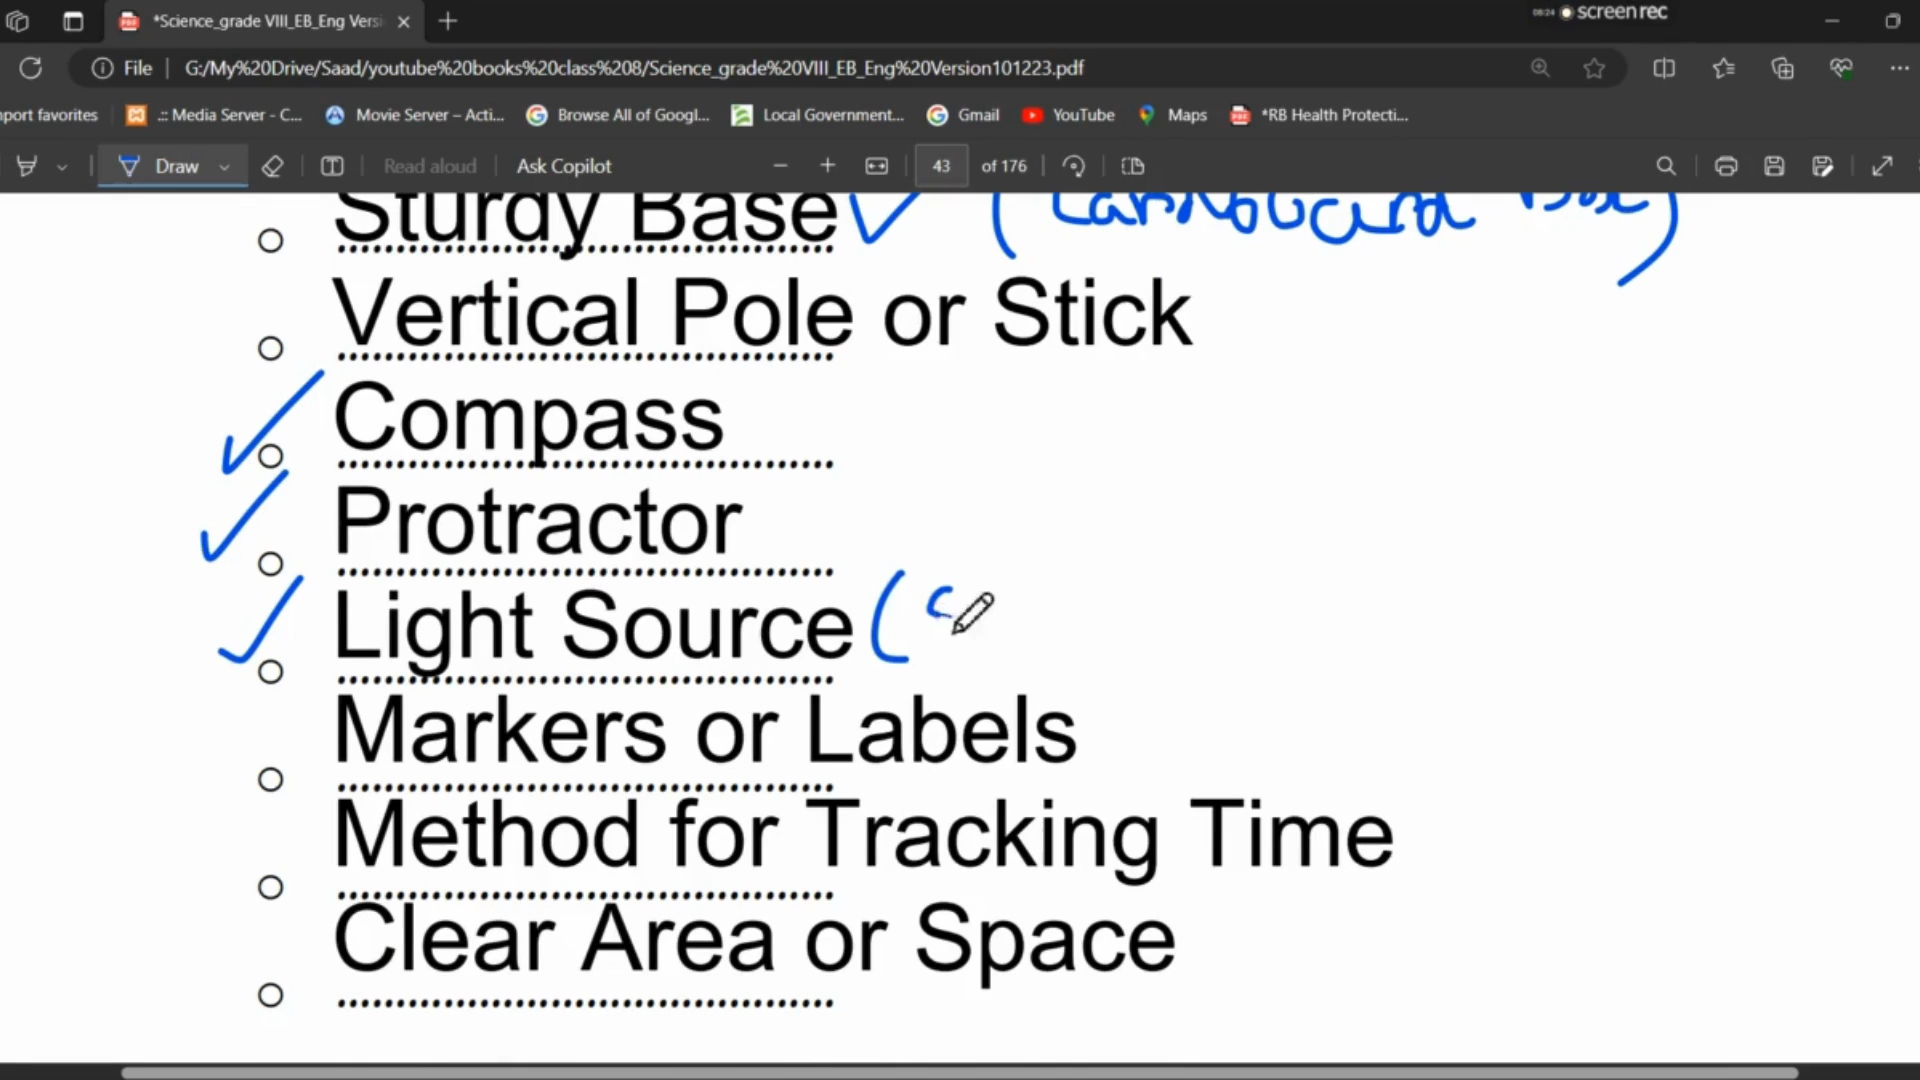 *Science_grade VIII_EB_Eng Versi
06:24 screenrec
File G:/My%20Drive/Saad/youtube%20books%20class%208/Science_grade%20VIII_EB_Eng%20Version101223.pdf
port favorites .:: Media Server - C... Movie Server – Acti... Browse All of Googl... Local Government... Gmail YouTube Maps *RB Health Protecti...
Draw Read aloud Ask Copilot 43 of 176
Sturdy Base
Vertical Pole or Stick
Compass
Protractor
Light Source (
Markers or Labels
Method for Tracking Time
Clear Area or Space